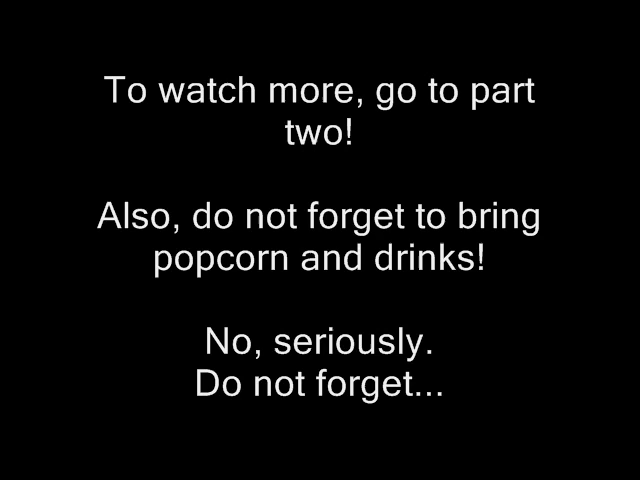 To watch more, go to part
two!
Also, do not forget to bring
popcorn and drinks!
No, seriously.
Do not forget...